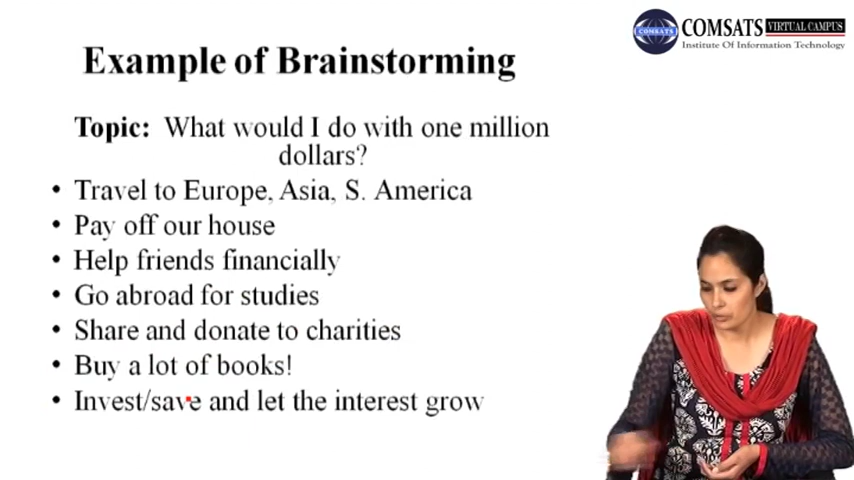 COMSATS VIRTUAL CAMPUS
COMSATS
Institute Of Information Technology
Example of Brainstorming
Topic: What would I do with one million
dollars?
• Travel to Europe, Asia, S. America
• Pay off our house
• Help friends financially
• Go abroad for studies
• Share and donate to charities
• Buy a lot of books!
• Invest/save and let the interest grow